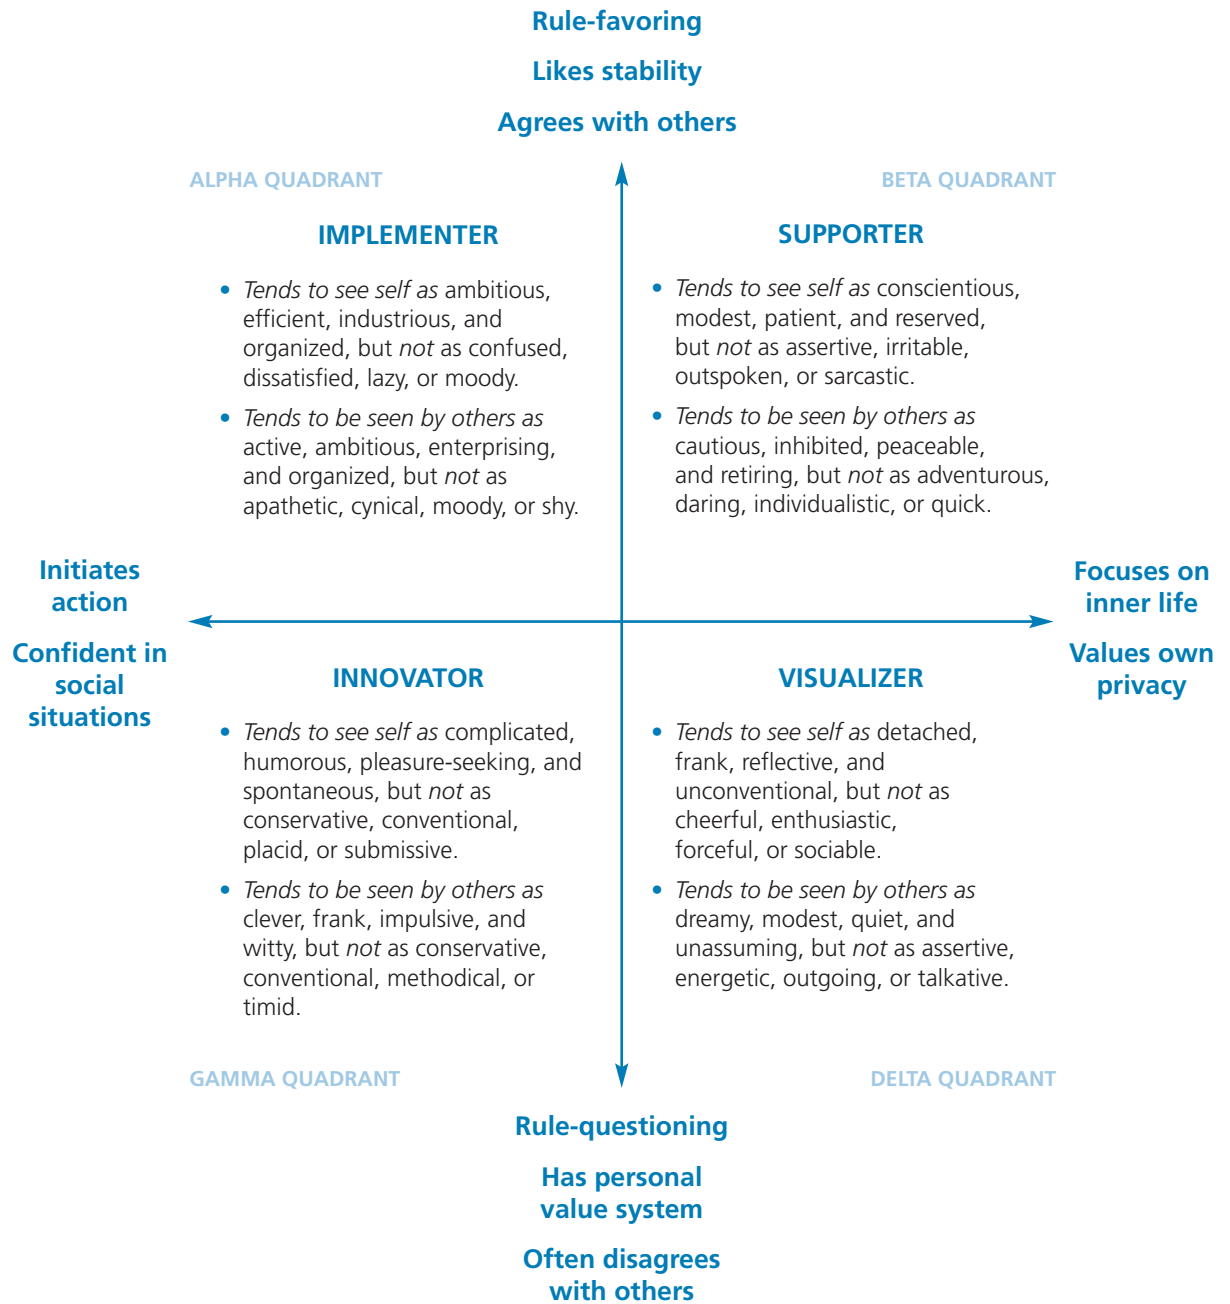 Rule-favoring
Likes stability
Agrees with others
ALPHA QUADRANT
BETA QUADRANT
IMPLEMENTER
• Tends to see self as ambitious,
efficient, industrious, and
organized, but not as confused,
dissatisfied, lazy, or moody.
• Tends to be seen by others as
active, ambitious, enterprising,
and organized, but not as
apathetic, cynical, moody, or shy.
SUPPORTER
• Tends to see self as conscientious,
modest, patient, and reserved,
but not as assertive, irritable,
outspoken, or sarcastic.
• Tends to be seen by others as
cautious, inhibited, peaceable,
and retiring, but not as adventurous,
daring, individualistic, or quick.
Initiates
action
Confident in
social
situations
Focuses on
inner life
Values own
privacy
INNOVATOR
• Tends to see self as complicated,
humorous, pleasure-seeking, and
spontaneous, but not as
conservative, conventional,
placid, or submissive.
• Tends to be seen by others as
clever, frank, impulsive, and
witty, but not as conservative,
conventional, methodical, or
timid.
VISUALIZER
• Tends to see self as detached,
frank, reflective, and
unconventional, but not as
cheerful, enthusiastic,
forceful, or sociable.
• Tends to be seen by others as
dreamy, modest, quiet, and
unassuming, but not as assertive,
energetic, outgoing, or talkative.
GAMMA QUADRANT
DELTA QUADRANT
Rule-questioning
Has personal
value system
Often disagrees
with others